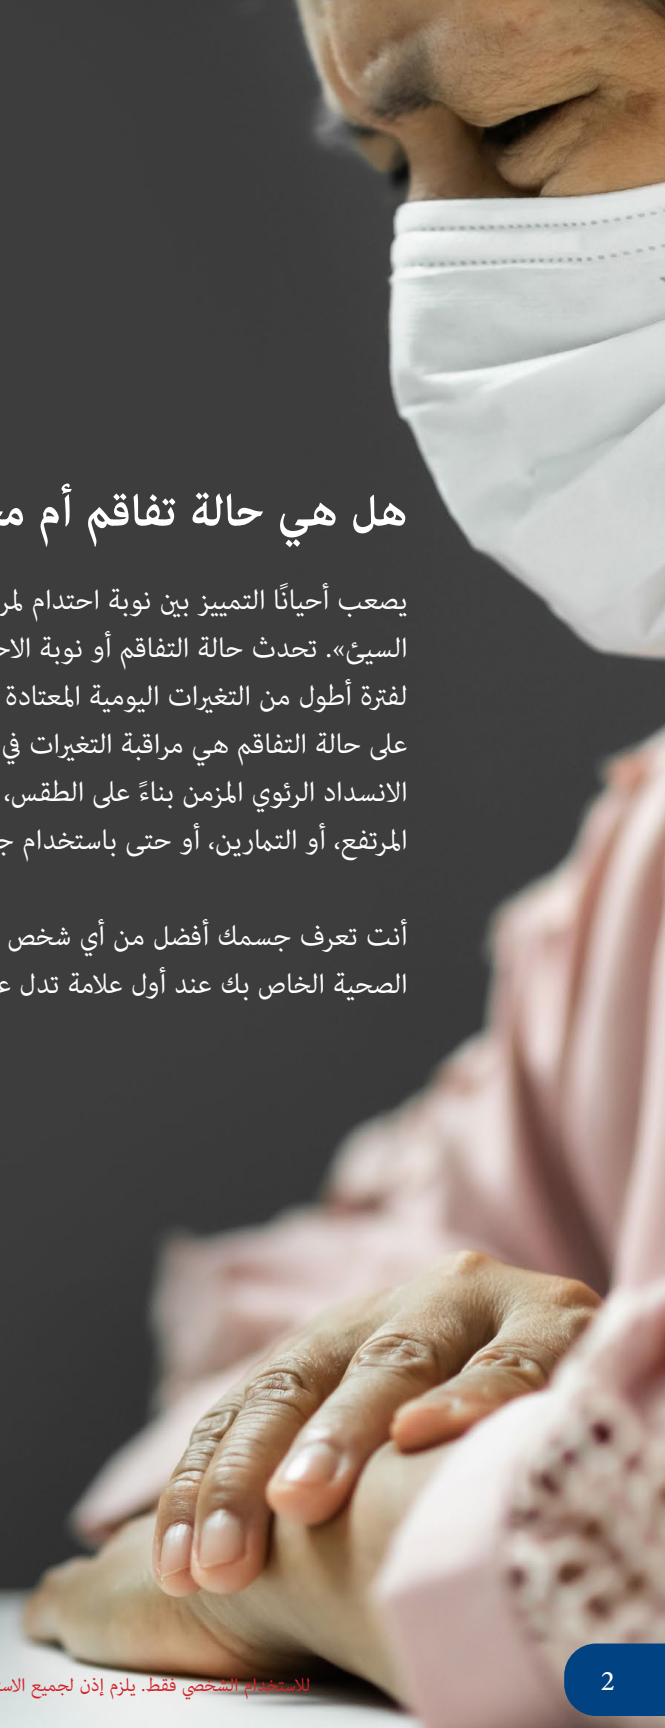 هل هي حالة تفاقم أم
يصعب أحيانًا التمييز بين نوبة احتدام
السيئ». تحدث حالة التفاقم أو نوبة
لفترة أطول من التغيرات اليومية المعتادة
على حالة التفاقم هي مراقبة التغيرات في
الانسداد الرئوي المزمن بناءً على الطقس،
المرتفع، أو التمارين، أو حتى باستخدام
أنت تعرف جسمك أفضل من أي شخص
الصحية الخاص بك عند أول علامة تدل
للاستخدام الشخصي فقط. يلزم إذن لجميع
2